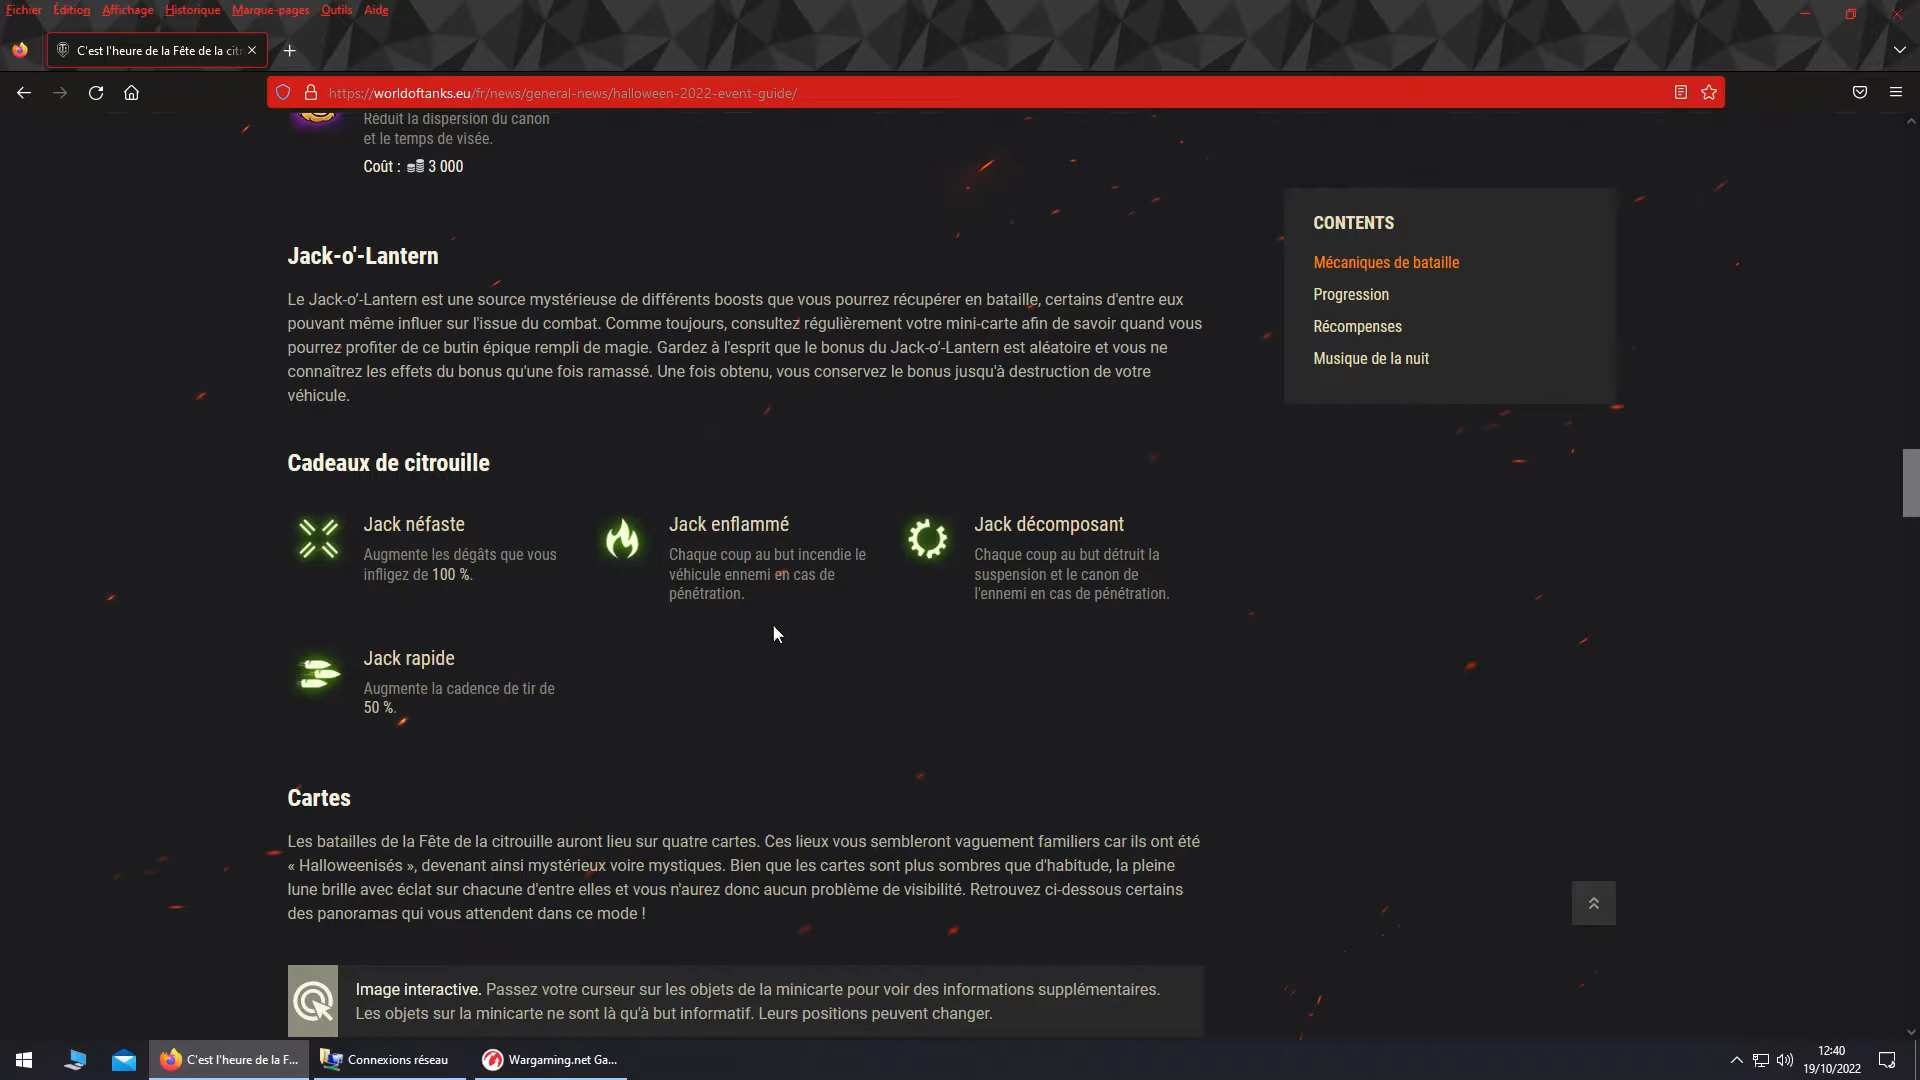 Fichier Édition Affichage Historique Marque-pages Outils Aide
C'est l'heure de la Fête de la cit
https://worldoftanks.eu/fr/news/general-news/halloween-2022-event-guide/
Réduit la dispersion du canon
et le temps de visée.
Coût : 3 000
CONTENTS
Mécaniques de bataille
Progression
Récompenses
Musique de la nuit
Jack-o'-Lantern
Le Jack-o’-Lantern est une source mystérieuse de différents boosts que vous pourrez récupérer en bataille, certains d'entre eux
pouvant même influer sur l'issue du combat. Comme toujours, consultez régulièrement votre mini-carte afin de savoir quand vous
pourrez profiter de ce butin épique rempli de magie. Gardez à l'esprit que le bonus du Jack-o’-Lantern est aléatoire et vous ne
connaîtrez les effets du bonus qu'une fois ramassé. Une fois obtenu, vous conservez le bonus jusqu'à destruction de votre
véhicule.
Cadeaux de citrouille
Jack néfaste
Augmente les dégâts que vous
infligez de 100 %.
Jack enflammé
Chaque coup au but incendie le
véhicule ennemi en cas de
pénétration.
Jack décomposant
Chaque coup au but détruit la
suspension et le canon de
l'ennemi en cas de pénétration.
Jack rapide
Augmente la cadence de tir de
50 %.
Cartes
Les batailles de la Fête de la citrouille auront lieu sur quatre cartes. Ces lieux vous sembleront vaguement familiers car ils ont été
« Halloweenisés », devenant ainsi mystérieux voire mystiques. Bien que les cartes sont plus sombres que d'habitude, la pleine
lune brille avec éclat sur chacune d'entre elles et vous n'aurez donc aucun problème de visibilité. Retrouvez ci-dessous certains
des panoramas qui vous attendent dans ce mode !
Image interactive. Passez votre curseur sur les objets de la minicarte pour voir des informations supplémentaires.
Les objets sur la minicarte ne sont là qu'à but informatif. Leurs positions peuvent changer.
C'est l'heure de la F...
Connexions réseau
Wargaming.net Ga...
12:40
19/10/2022